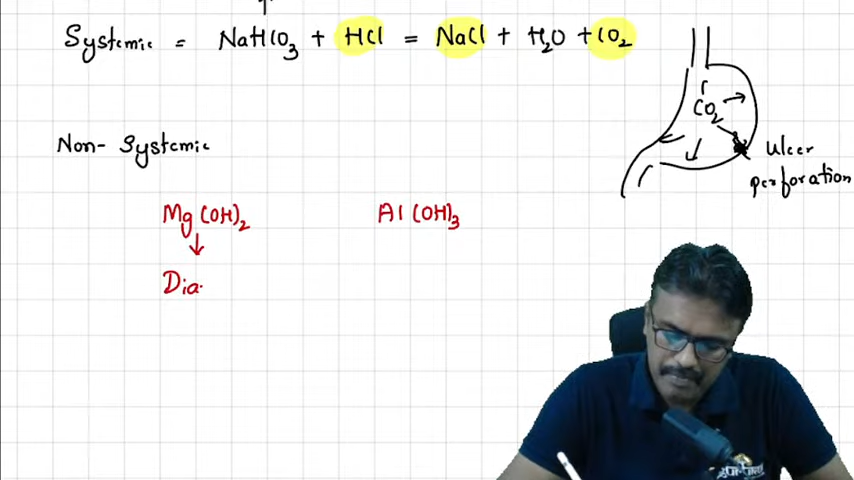 Systemic = NaHCO3 + HCl = NaCl + H2O + CO2
CO2
Ulcer
perforation
Non- Systemic
Mg(OH)2 Al(OH)3
Dia